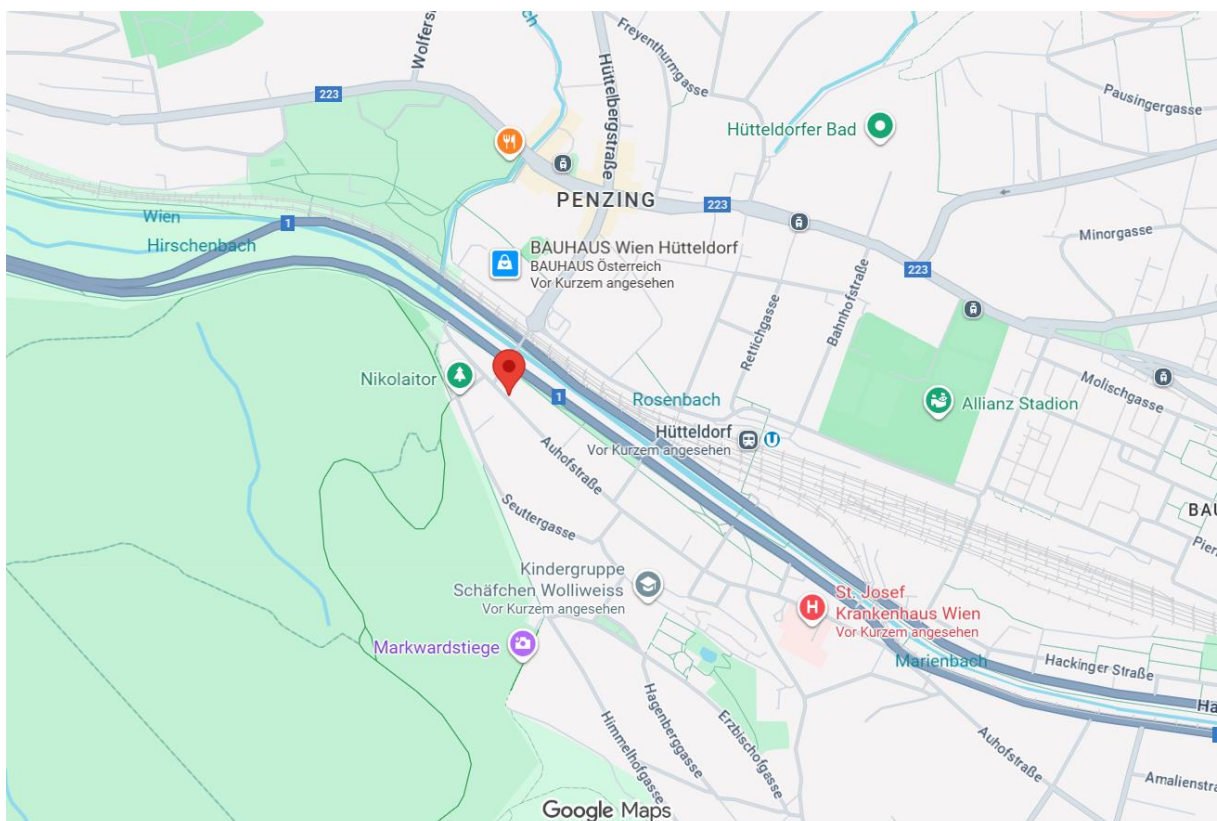 Wolfers
ch
Freyenthurmgasse
Hüttelbergstraße
223
Pausingergasse
Hütteldorfer Bad
PENZING
223
Wien
1
Hirschenbach
Minorgasse
BAUHAUS Wien Hütteldorf
BAUHAUS Österreich
Vor Kurzem angesehen
223
Bahnhofstraße
Rettichgasse
Nikolaitor
1
Rosenbach
Molischgasse
Allianz Stadion
Hütteldorf
U
Vor Kurzem angesehen
Auhofstraße
Seuttergasse
BAU
Pier
Kindergruppe
Schäfchen Wolliweiss
Vor Kurzem angesehen
H
St. Josef
Krankenhaus Wien
Vor Kurzem angesehen
Markwardstiege
Marienbach
Hackinger Straße
Hagenberggasse
Erzbischofgasse
Himmelhofgasse
Ha
Auhofstraße
Amalienstra
Google Maps